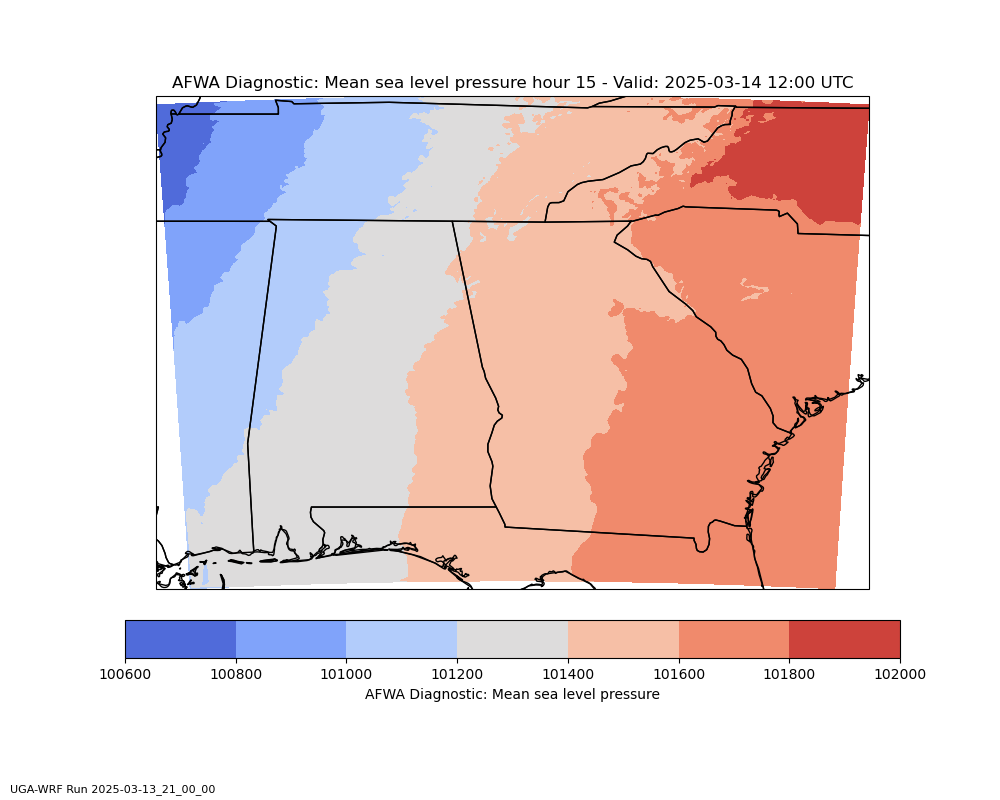 AFWA Diagnostic: Mean sea level pressure hour 15 - Valid: 2025-03-14 12:00 UTC
100600 100800 101000 101200 101400 101600 101800 102000
AFWA Diagnostic: Mean sea level pressure
UGA-WRF Run 2025-03-13_21_00_00